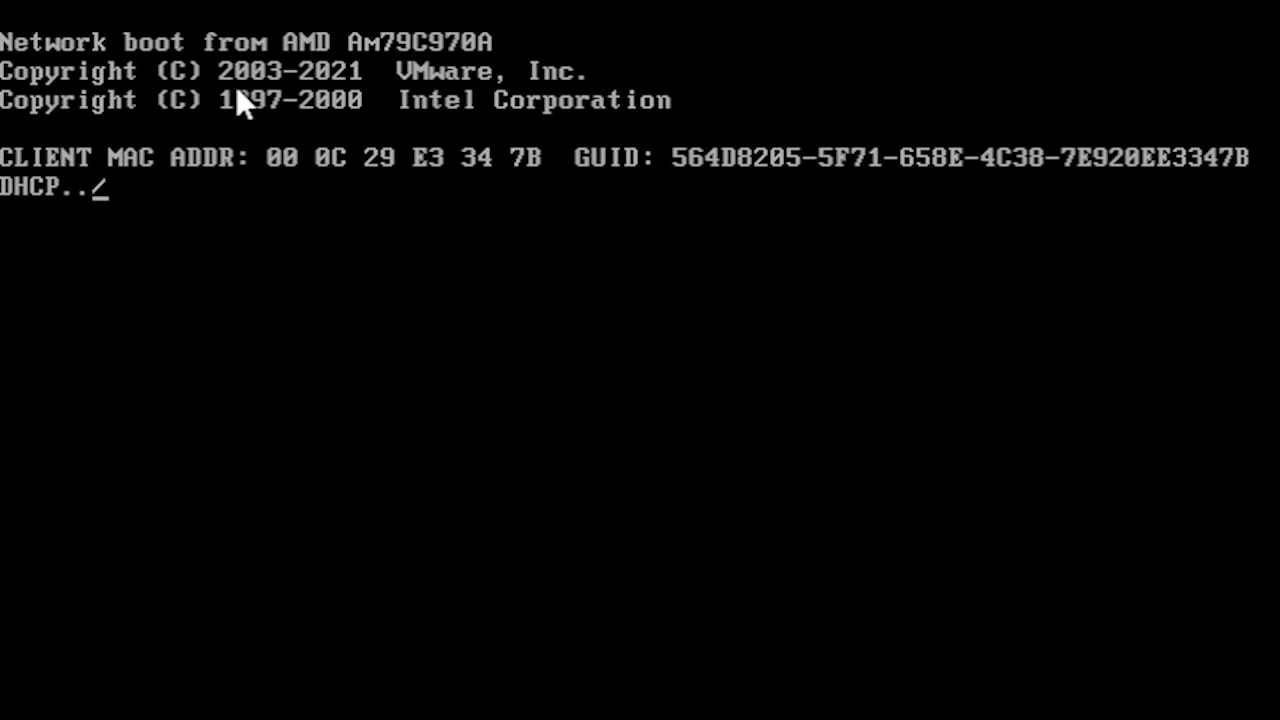 Network boot from AMD Am79C970A
Copyright (C) 2003-2021  VMware, Inc.
Copyright (C) 1997-2000  Intel Corporation
CLIENT MAC ADDR: 00 0C 29 E3 34 7B  GUID: 564D8205-5F71-658E-4C38-7E920EE3347B
DHCP../